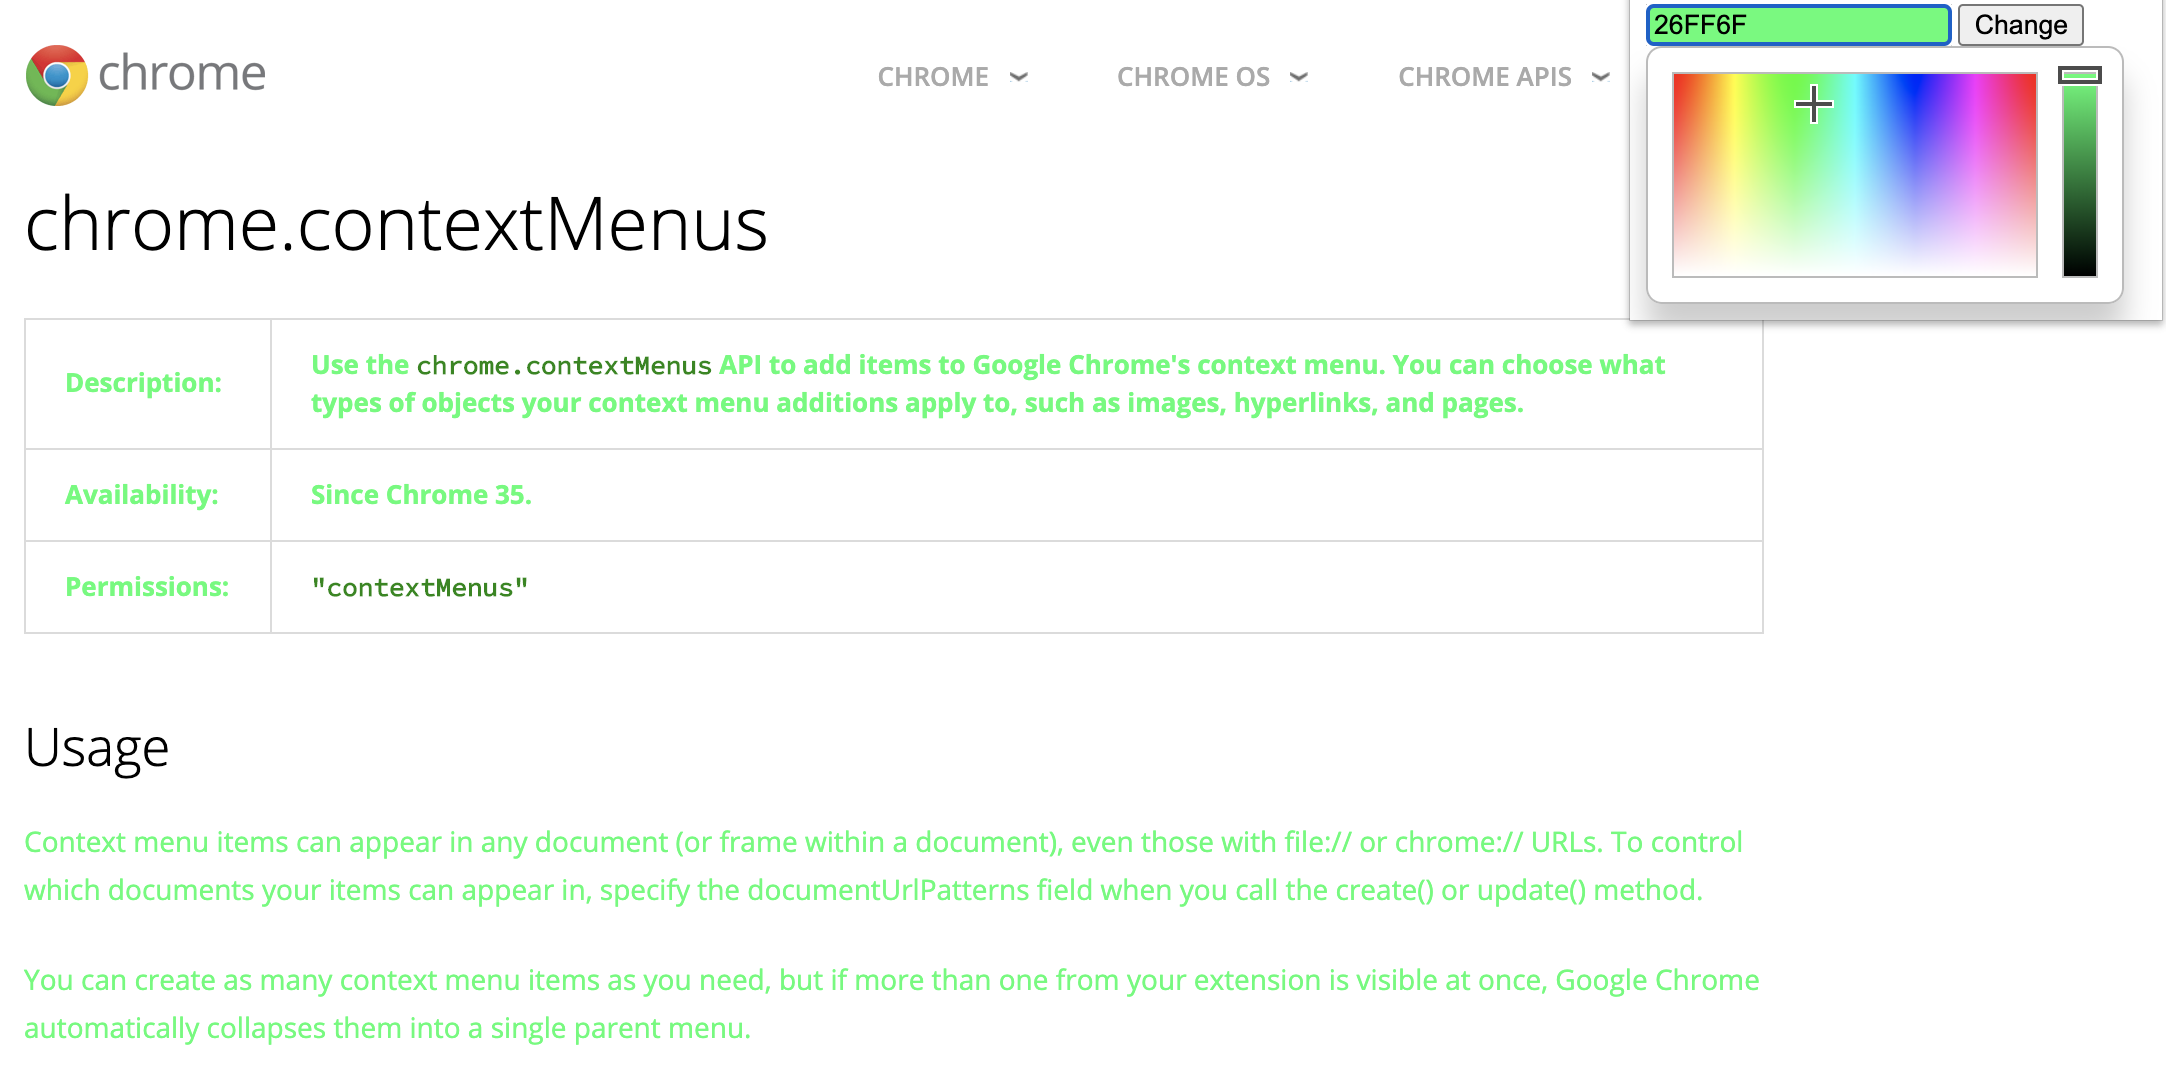 26FF6F Change
chrome CHROME CHROME OS CHROME APIS
chrome.contextMenus
Description: Use the chrome.contextMenus API to add items to Google Chrome's context menu. You can choose what
types of objects your context menu additions apply to, such as images, hyperlinks, and pages.
Availability: Since Chrome 35.
Permissions: "contextMenus"
Usage
Context menu items can appear in any document (or frame within a document), even those with file:// or chrome:// URLs. To control
which documents your items can appear in, specify the documentUrlPatterns field when you call the create() or update() method.
You can create as many context menu items as you need, but if more than one from your extension is visible at once, Google Chrome
automatically collapses them into a single parent menu.